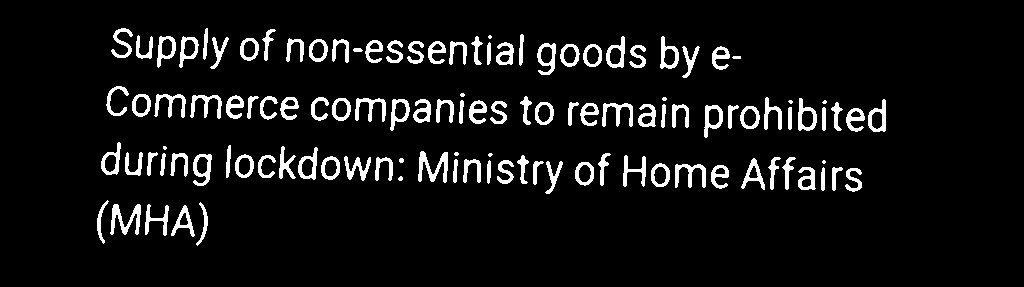 Supply of non-essential goods by e-
Commerce companies to remain prohibited
during lockdown: Ministry of Home Affairs
(MHA)